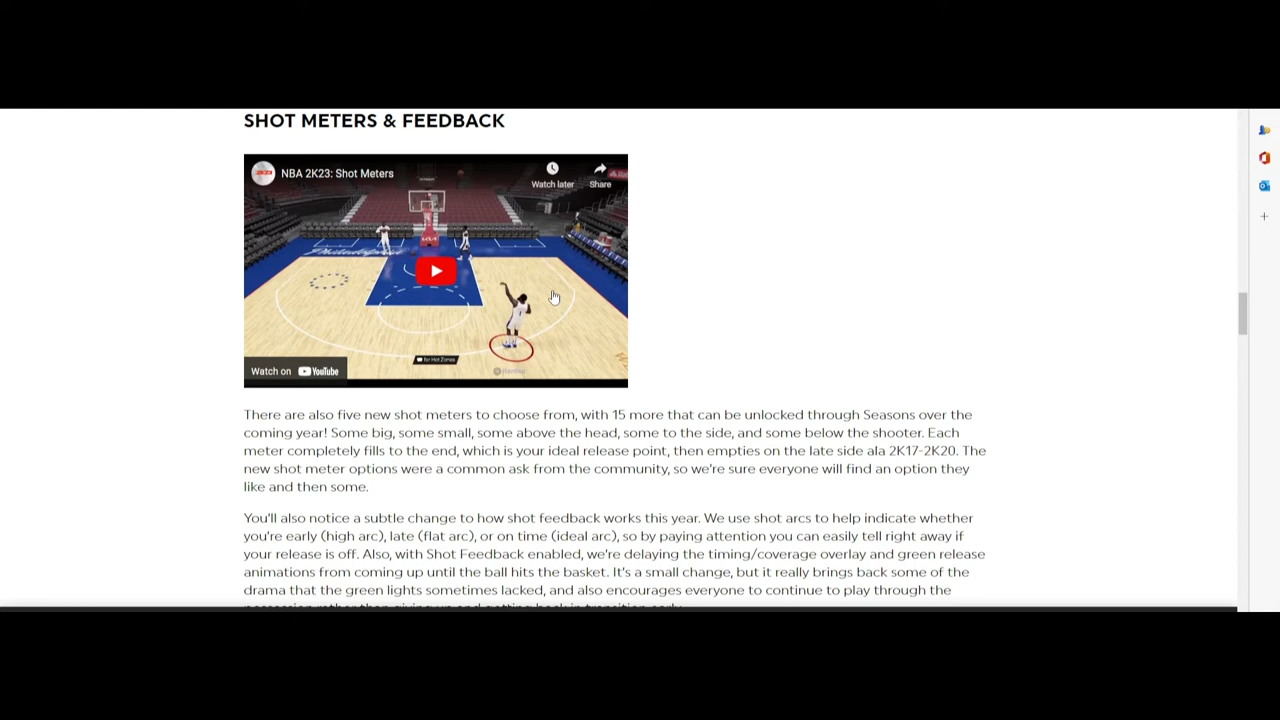 SHOT METERS & FEEDBACK
NBA 2K23: Shot Meters
Watch later
Share
KIA
Philadelphia
for Hot Zones
Watch on YouTube
There are also five new shot meters to choose from, with 15 more that can be unlocked through Seasons over the
coming year! Some big, some small, some above the head, some to the side, and some below the shooter. Each
meter completely fills to the end, which is your ideal release point, then empties on the late side ala 2K17-2K20. The
new shot meter options were a common ask from the community, so we're sure everyone will find an option they
like and then some.
You'll also notice a subtle change to how shot feedback works this year. We use shot arcs to help indicate whether
you're early (high arc), late (flat arc), or on time (ideal arc), so by paying attention you can easily tell right away if
your release is off. Also, with Shot Feedback enabled, we're delaying the timing/coverage overlay and green release
animations from coming up until the ball hits the basket. It's a small change, but it really brings back some of the
drama that the green lights sometimes lacked, and also encourages everyone to continue to play through the